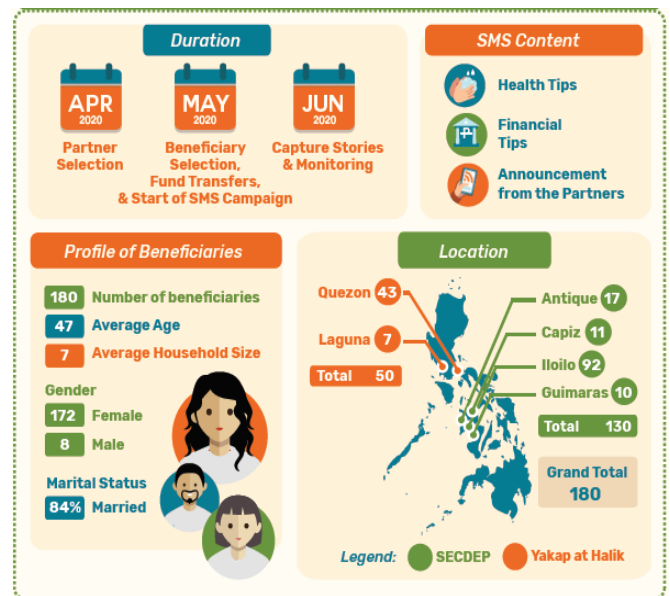 Duration
APR
2020
Partner
Selection
MAY
2020
Beneficiary
Selection,
Fund Transfers,
& Start of SMS Campaign
JUN
2020
Capture Stories
& Monitoring
SMS Content
Health Tips
Financial
Tips
Announcement
from the Partners
Profile of Beneficiaries
180 Number of beneficiaries
47 Average Age
7 Average Household Size
Gender
172 Female
8 Male
Marital Status
84% Married
Location
Quezon 43
Laguna 7
Total 50
Antique 17
Capiz 11
Iloilo 92
Guimaras 10
Total 130
Grand Total
180
Legend: SECDEP Yakap at Halik